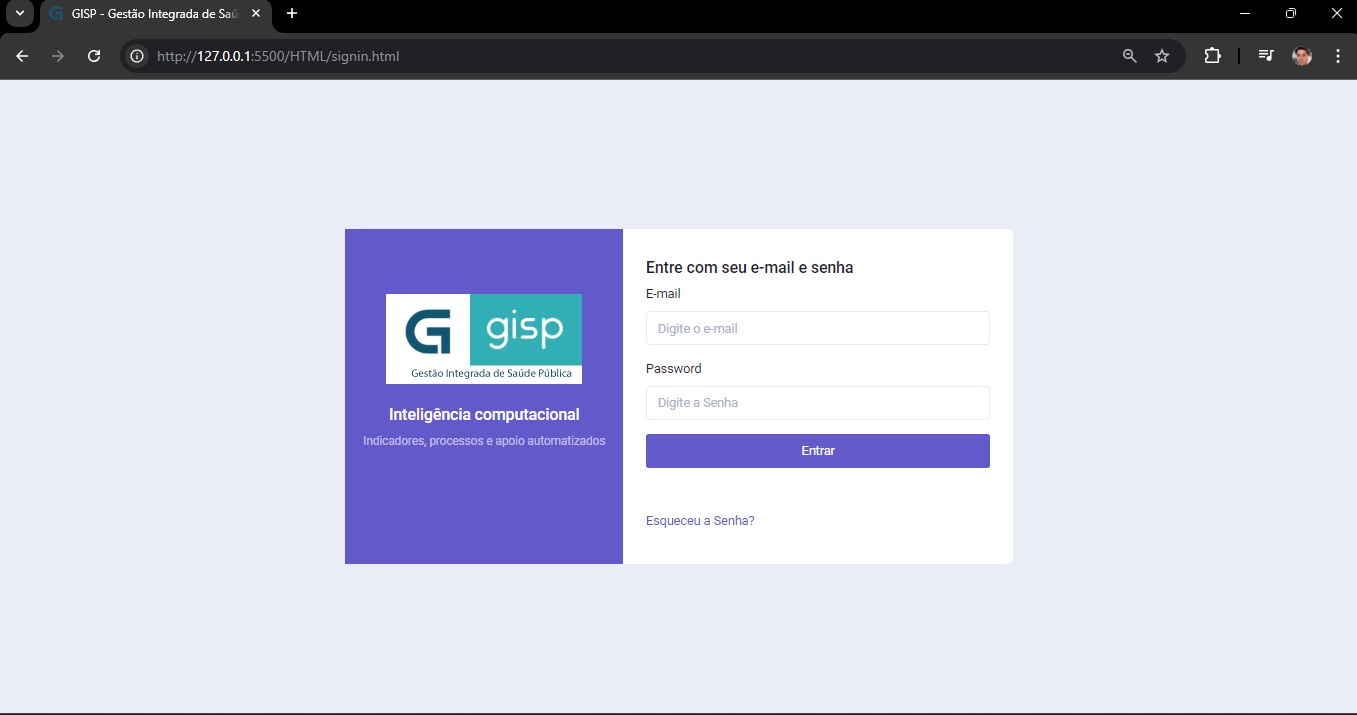 GISP - Gestão Integrada de Saú
http://127.0.0.1:5500/HTML/signin.html
G gisp
Gestão Integrada de Saúde Pública
Inteligência computacional
Indicadores, processos e apoio automatizados
Entre com seu e-mail e senha
E-mail
Digite o e-mail
Password
Digite a Senha
Entrar
Esqueceu a Senha?